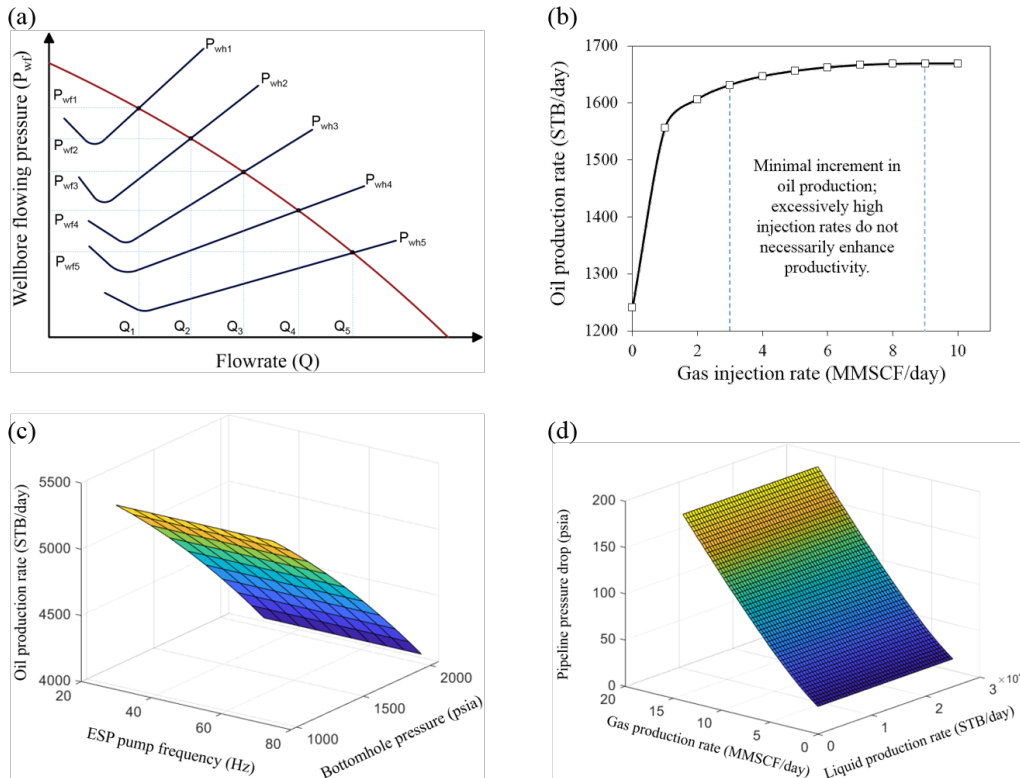 (a)
Wellbore flowing pressure (Pwf)
Pwf1
Pwf2
Pwf3
Pwf4
Pwf5
Pwh1
Pwh2
Pwh3
Pwh4
Pwh5
Q1
Q2
Q3
Q4
Q5
Flowrate (Q)
(b)
Oil production rate (STB/day)
1700
1600
1500
1400
1300
1200
Minimal increment in
oil production;
excessively high
injection rates do not
necessarily enhance
productivity.
0
2
4
6
8
10
Gas injection rate (MMSCF/day)
(c)
Oil production rate (STB/day)
5500
5000
4500
4000
20
40
60
80
ESP pump frequency (Hz)
1000
1500
2000
Bottomhole pressure (psia)
(d)
Pipeline pressure drop (psia)
200
150
100
50
0
20
15
10
5
0
Gas production rate (MMSCF/day)
0
1
2
3
Liquid production rate (STB/day)